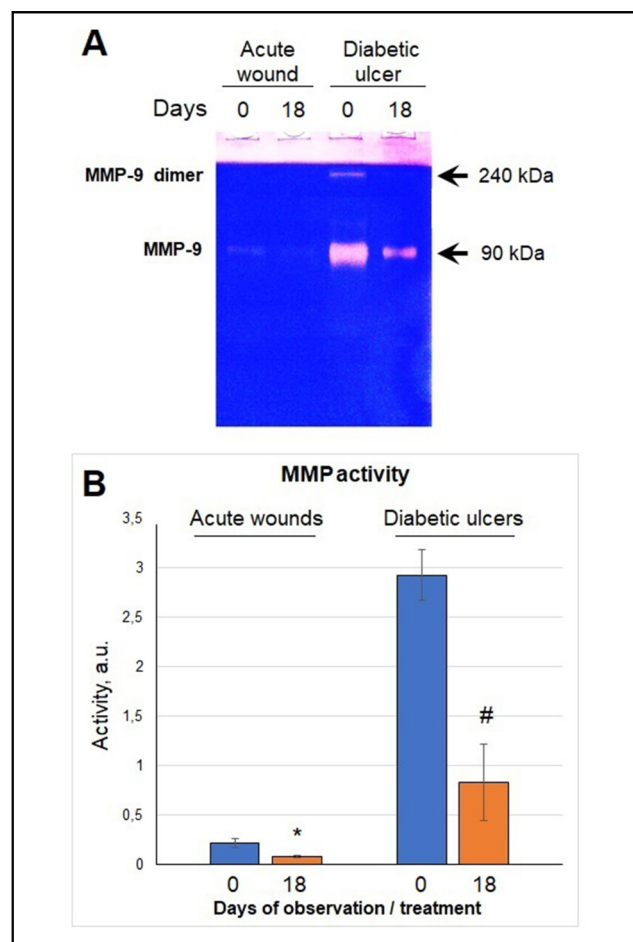 A
Acute wound
Diabetic ulcer
Days 0 18 0 18
MMP-9 dimer
240 kDa
MMP-9
90 kDa
B
MMP activity
Acute wounds
Diabetic ulcers
3,5
3
2,5
2
1,5
1
0,5
0
Activity, a.u.
*
#
0 18 0 18
Days of observation / treatment